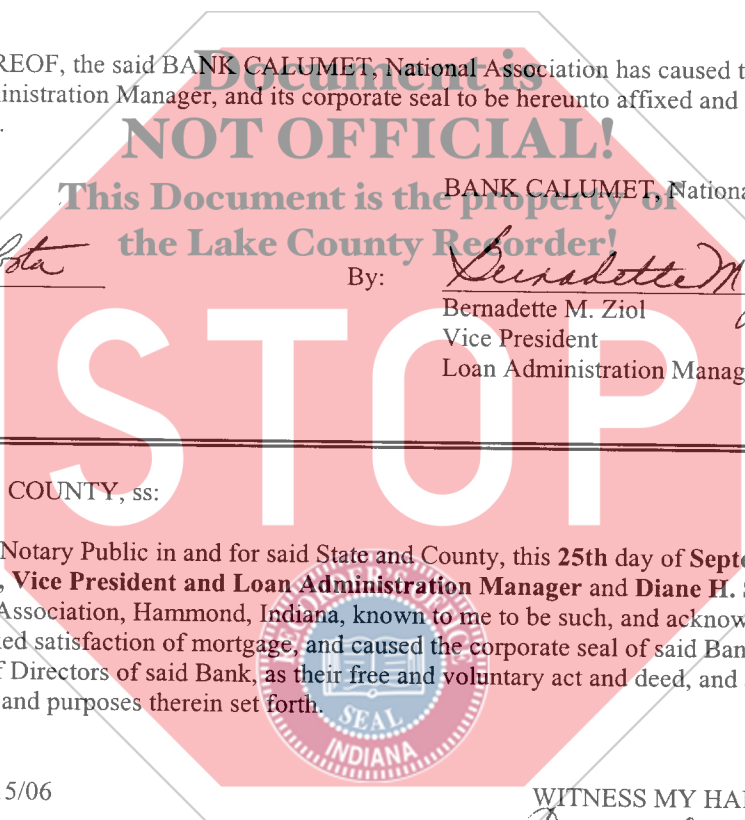 REOF, the said BANK CALUMET, National Association has caused t
inistration Manager, and its corporate seal to be hereunto affixed and
Document is
NOT OFFICIAL!
This Document is the property of
the Lake County Recorder!
BANK CALUMET, Nationa
By: Bernadette M
Bernadette M. Ziol
Vice President
Loan Administration Manag
STOP
COUNTY, ss:
Notary Public in and for said State and County, this 25th day of Septe
, Vice President and Loan Administration Manager and Diane H. S
Association, Hammond, Indiana, known to me to be such, and acknow
ed satisfaction of mortgage, and caused the corporate seal of said Ban
f Directors of said Bank, as their free and voluntary act and deed, and
and purposes therein set forth.
RECORDER'S OFFICE
SEAL
INDIANA
5/06
WITNESS MY HA